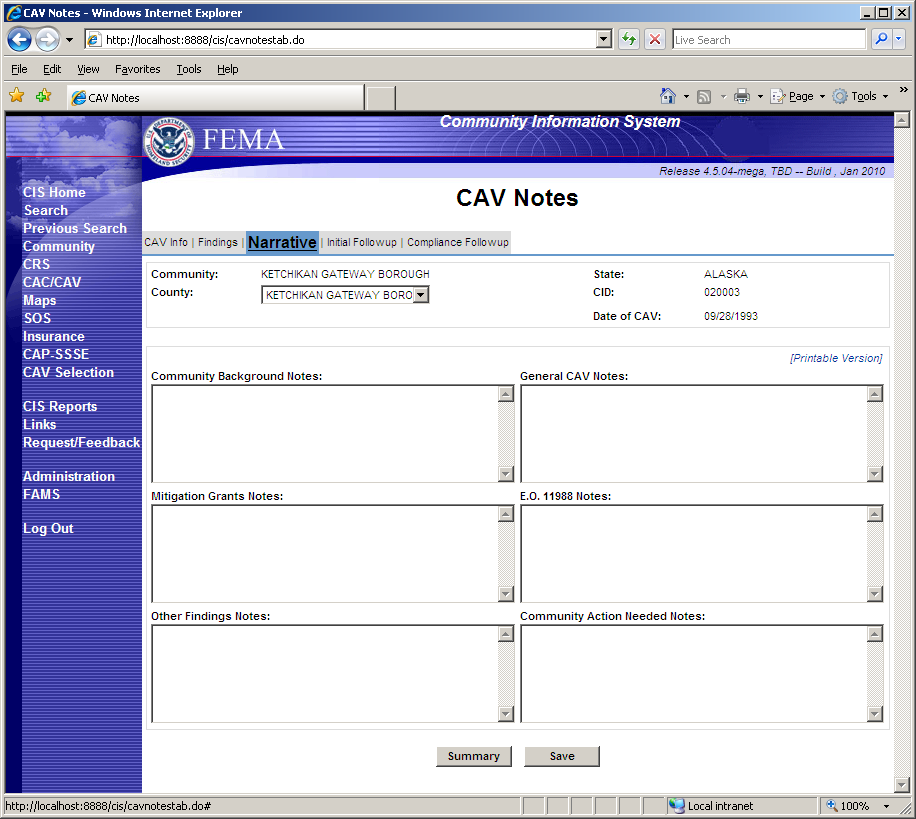 CAV Notes - Windows Internet Explorer
http://localhost:8888/cis/cavnotestab.do
Live Search
File Edit View Favorites Tools Help
CAV Notes
Page Tools
FEMA
Community Information System
Release 4.5.04-mega, TBD -- Build , Jan 2010
CIS Home
Search
Previous Search
Community
CRS
CAC/CAV
Maps
SOS
Insurance
CAP-SSSE
CAV Selection
CIS Reports
Links
Request/Feedback
Administration
FAMS
Log Out
CAV Notes
CAV Info | Findings | Narrative | Initial Followup | Compliance Followup
Community: KETCHIKAN GATEWAY BOROUGH State: ALASKA
County: KETCHIKAN GATEWAY BORO CID: 020003
Date of CAV: 09/28/1993
[Printable Version]
Community Background Notes: General CAV Notes:
Mitigation Grants Notes: E.O. 11988 Notes:
Other Findings Notes: Community Action Needed Notes:
Summary Save
http://localhost:8888/cis/cavnotestab.do# Local intranet 100%